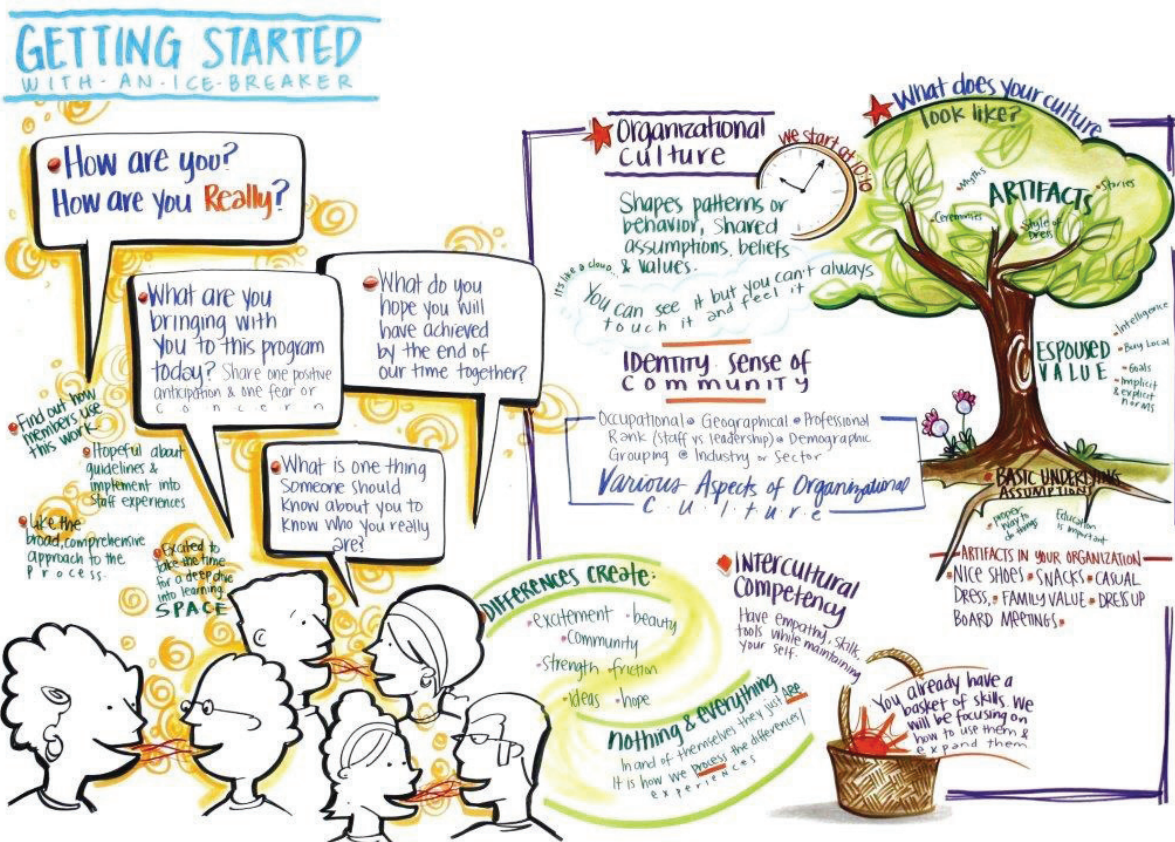 GETTING STARTED
WITH-AN-ICE-BREAKER
How are you?
How are you Really?
What are you
bringing with
you to this program
today? Share one positive
anticipation & one fear or
concern
What do you
hope you will
have achieved
by the end of
our time together?
What is one thing
Someone should
know about you to
know who you really
are?
Find out how
members use
this work.
Hopeful about
guidelines &
implement into
staff experiences
Like the
broad, comprehensive
approach to the
Process.
Excited to
take the time
for a deep dive
into learning
SPACE
Organizational
Culture
we start at 10:10
Shapes patterns or
behavior, Shared
assumptions, beliefs
& values.
It's like a cloud...
You can see it but you can't always
touch it and feel it
IDENTITY sense of
Community
Occupational • Geographical • Professional
Rank (staff vs leadership) • Demographic
Grouping • Industry or Sector
Various Aspects of Organizational
C-u-l-t-u-r-e
What does your culture
look like?
ARTIFACTS
Myths
Stories
Ceremonies
Style of
Dress
ESPOUSED
VALUE
Intelligence
Buy Local
Goals
Implicit
& explicit
norms
BASIC UNDERLYING
ASSUMPTIONS
proper
way to
do things
Education
is important
ARTIFACTS IN YOUR ORGANIZATION
NICE SHOES • SNACKS • CASUAL
DRESS, • FAMILY VALUE • DRESS UP
BOARD MEETINGS •
DIFFERENCES CREATE:
excitement • beauty
• community
• strength • friction
• ideas • hope
nothing & everything
In and of themselves they just ARE
It is how we process the differences/
experiences
INTERCULTURAL
Competency
Have empathy, skills,
tools while maintaining
your self.
You already have a
basket of skills. We
will be focusing on
how to use them &
expand them